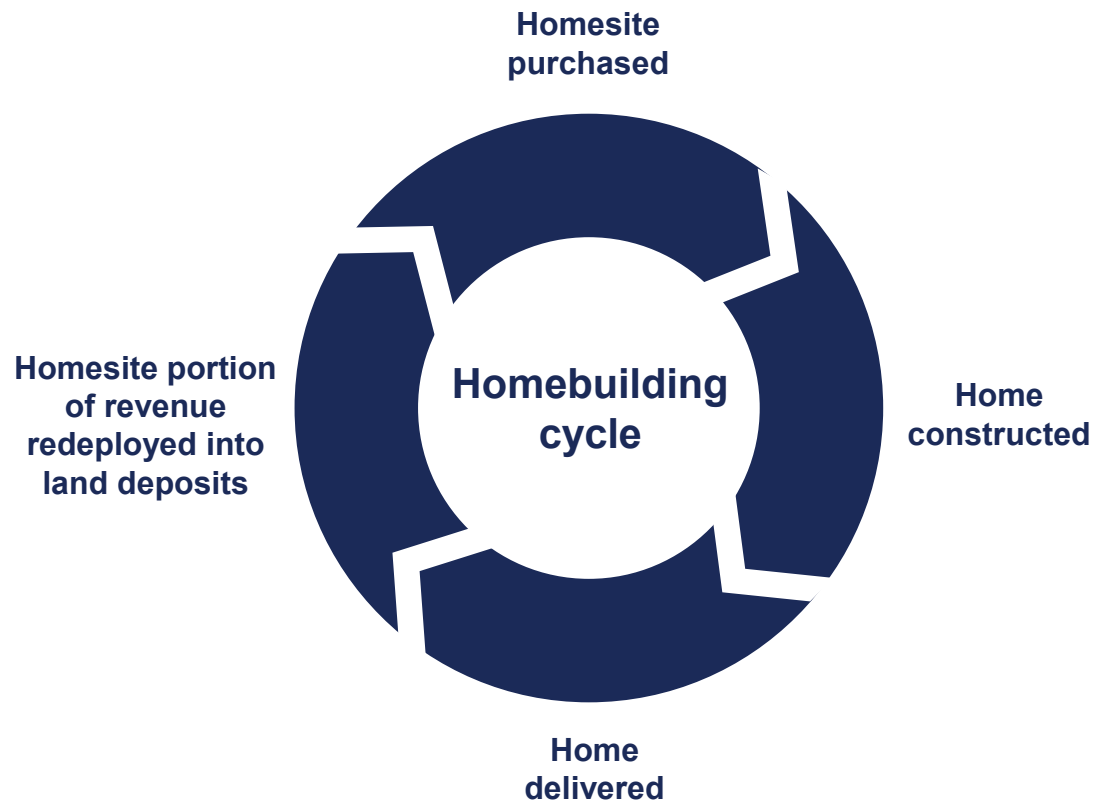 Homesite
purchased
Homebuilding
cycle
Home
constructed
Home
delivered
Homesite portion
of revenue
redeployed into
land deposits